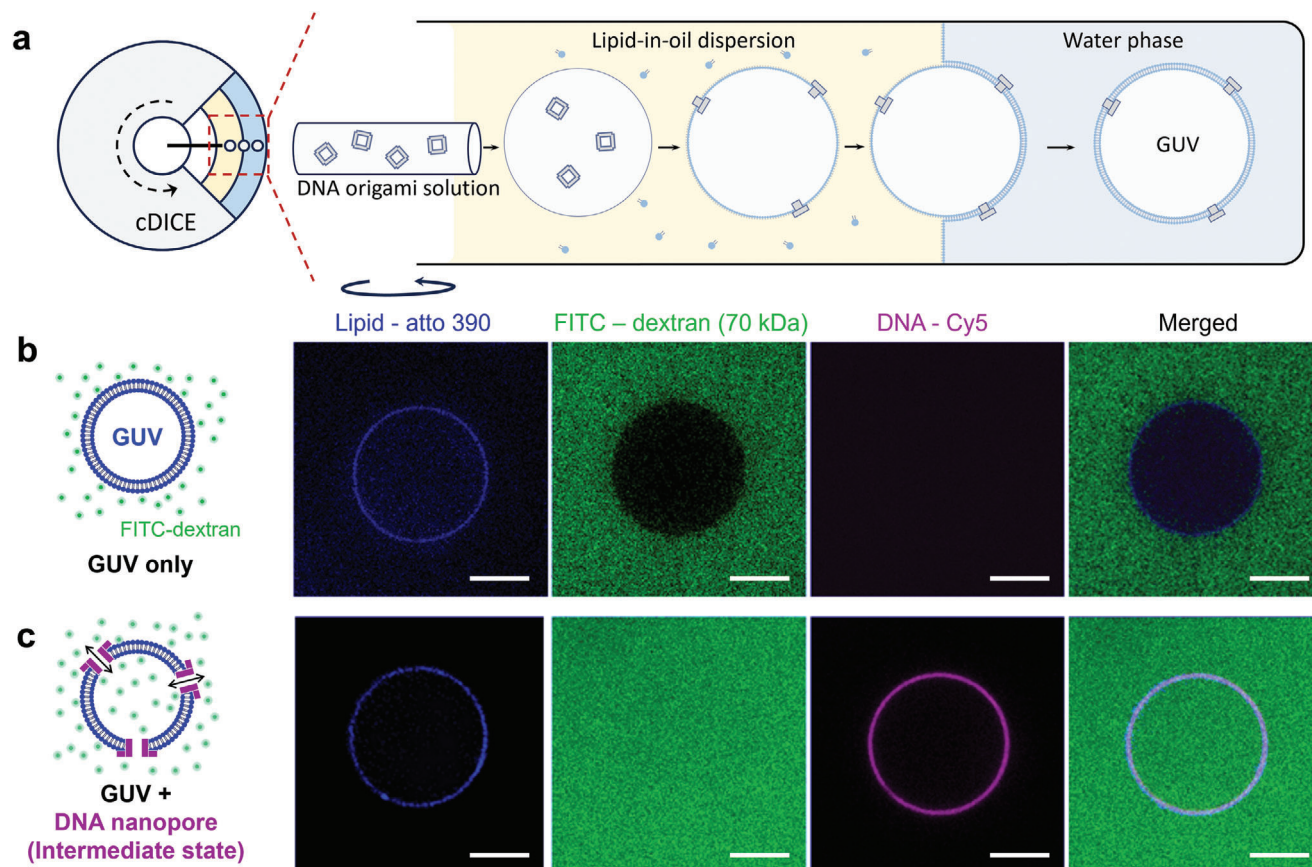 a
Lipid-in-oil dispersion
Water phase
cDICE
DNA origami solution
GUV
b
Lipid - atto 390
FITC – dextran (70 kDa)
DNA - Cy5
Merged
GUV
FITC-dextran
GUV only
c
GUV +
DNA nanopore
(Intermediate state)